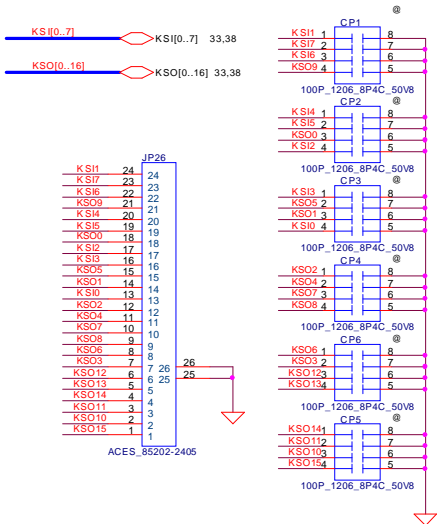 KSI[0..7]
KSI[0..7] 33,38
KSO[0..16]
KSO[0..16] 33,38
JP26
KSI1 24 24
KSI7 23 23
KSI6 22 22
KSO9 21 21
KSI4 20 20
KSI5 19 19
KSO0 18 18
KSI2 17 17
KSI3 16 16
KSO5 15 15
KSO1 14 14
KSI0 13 13
KSO2 12 12
KSO4 11 11
KSO7 10 10
KSO8 9 9
KSO6 8 8
KSO3 7 7 26 26
KSO12 6 6 25 25
KSO13 5 5
KSO14 4 4
KSO11 3 3
KSO10 2 2
KSO15 1 1
ACES_85202-2405
@
CP1
KSI1 1 8
KSI7 2 7
KSI6 3 6
KSO9 4 5
100P_1206_8P4C_50V8
@
CP2
KSI4 1 8
KSI5 2 7
KSO0 3 6
KSI2 4 5
100P_1206_8P4C_50V8
@
CP3
KSI3 1 8
KSO5 2 7
KSO1 3 6
KSI0 4 5
100P_1206_8P4C_50V8
@
CP4
KSO2 1 8
KSO4 2 7
KSO7 3 6
KSO8 4 5
100P_1206_8P4C_50V8
@
CP6
KSO6 1 8
KSO3 2 7
KSO12 3 6
KSO13 4 5
100P_1206_8P4C_50V8
@
CP5
KSO14 1 8
KSO11 2 7
KSO10 3 6
KSO15 4 5
100P_1206_8P4C_50V8